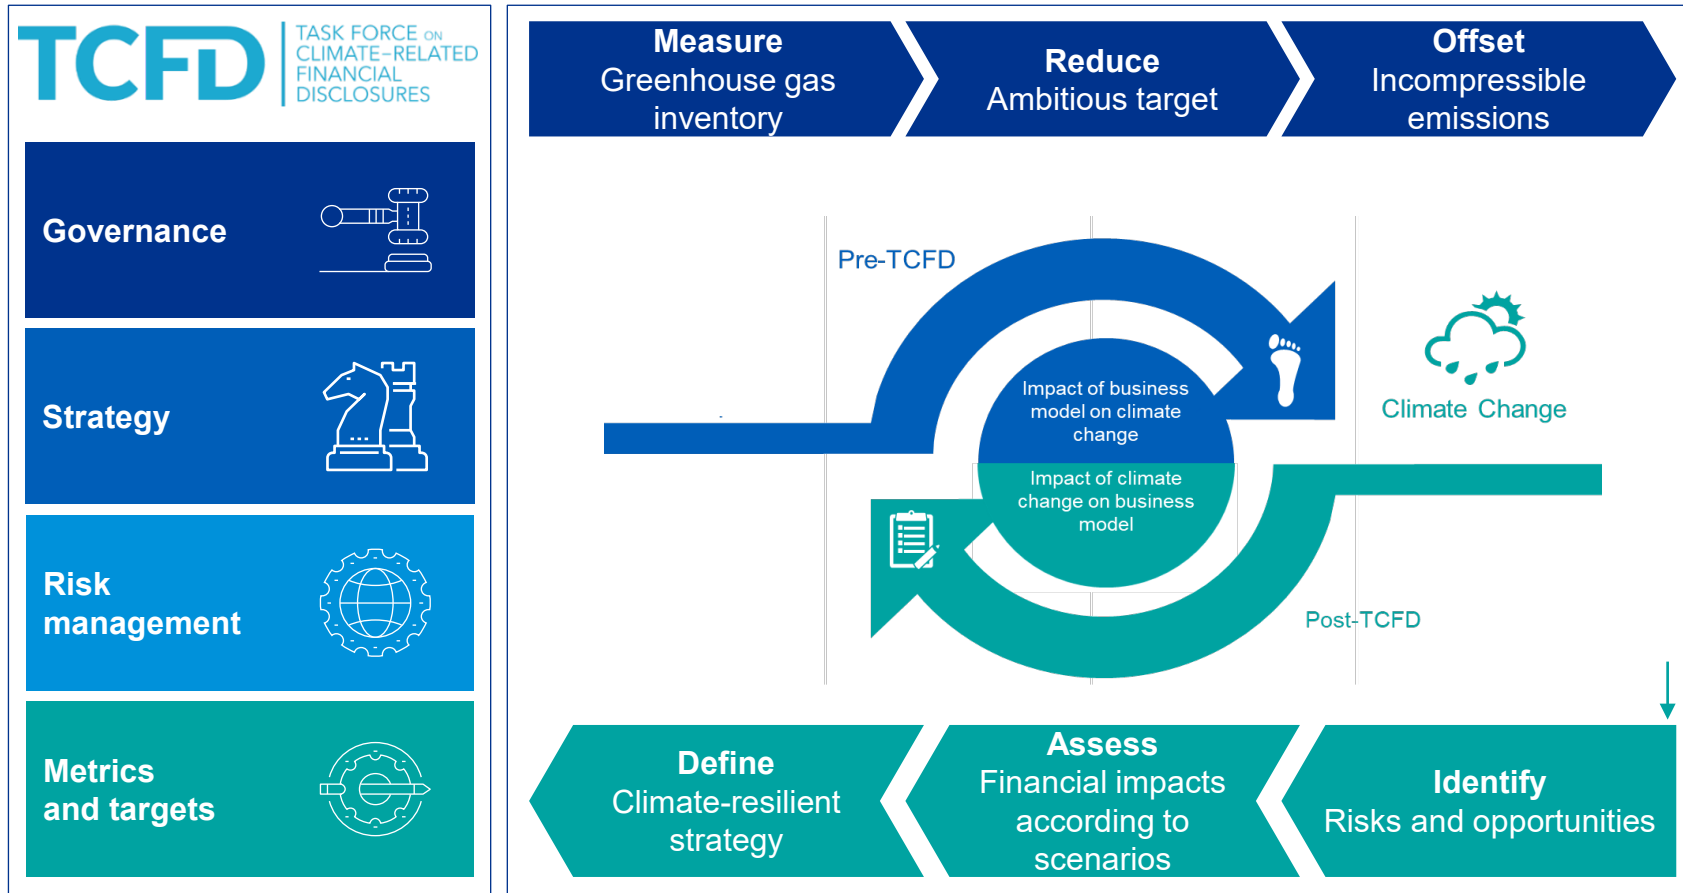 TCFD
TASK FORCE ON
CLIMATE-RELATED
FINANCIAL
DISCLOSURES
Governance
Strategy
Risk
management
Metrics
and targets
Measure
Greenhouse gas
inventory
Reduce
Ambitious target
Offset
Incompressible
emissions
Pre-TCFD
Impact of business
model on climate
change
Climate Change
Impact of climate
change on business
model
Post-TCFD
Define
Climate-resilient
strategy
Assess
Financial impacts
according to
scenarios
Identify
Risks and opportunities